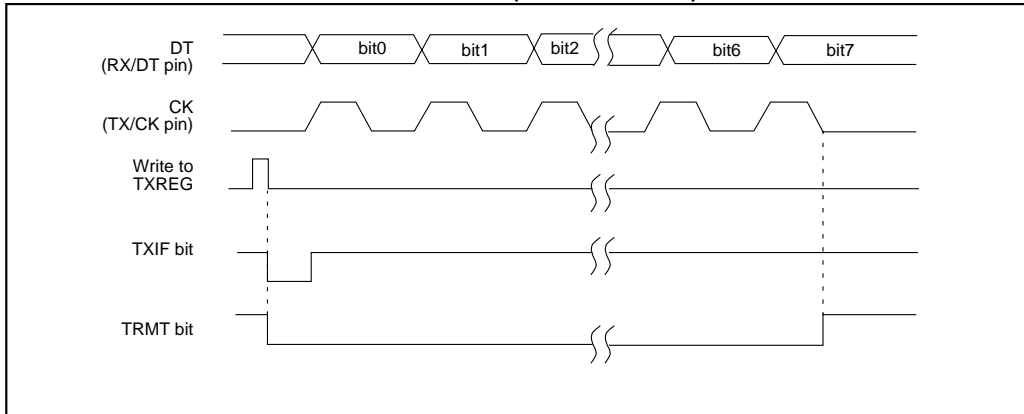 DT
(RX/DT pin)
bit0
bit1
bit2
bit6
bit7
CK
(TX/CK pin)
Write to
TXREG
TXIF bit
TRMT bit